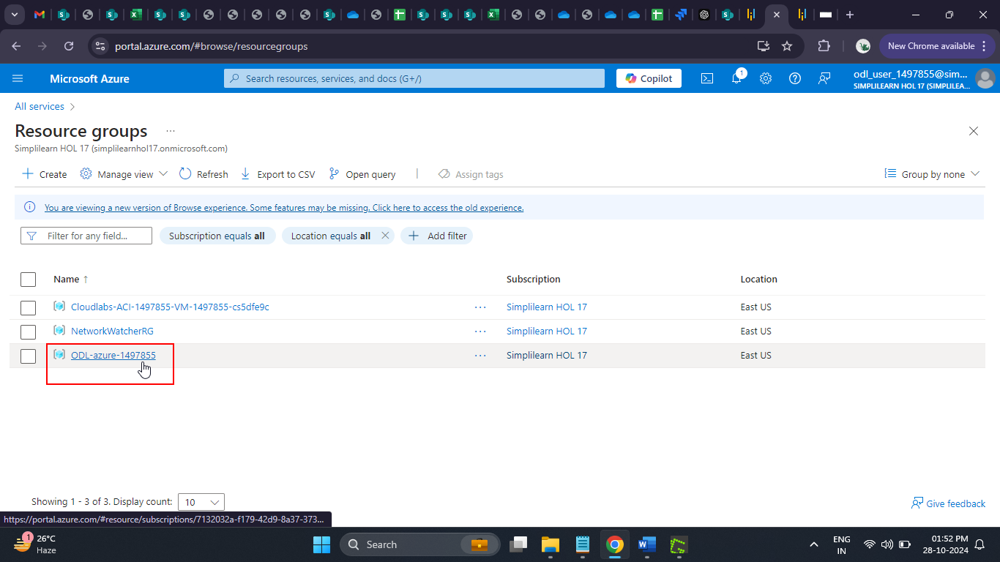 portal.azure.com/#browse/resourcegroups
New Chrome available
Microsoft Azure
Search resources, services, and docs (G+/)
Copilot
1
odl_user_1497855@sim...
SIMPLILEARN HOL 17 (SIMPLILEA...
All services
Resource groups
...
Simplilearn HOL 17 (simplilearnhol17.onmicrosoft.com)
Create
Manage view
Refresh
Export to CSV
Open query
Assign tags
Group by none
You are viewing a new version of Browse experience. Some features may be missing. Click here to access the old experience.
Filter for any field...
Subscription equals all
Location equals all
Add filter
Name ↑
Subscription
Location
Cloudlabs-ACI-1497855-VM-1497855-cs5dfe9c
...
Simplilearn HOL 17
East US
NetworkWatcherRG
...
Simplilearn HOL 17
East US
ODL-azure-1497855
...
Simplilearn HOL 17
East US
Showing 1 - 3 of 3. Display count:
10
Give feedback
https://portal.azure.com/#resource/subscriptions/7132032a-f179-42d9-8a37-373...
1
26°C
Haze
Search
ENG
IN
01:52 PM
28-10-2024